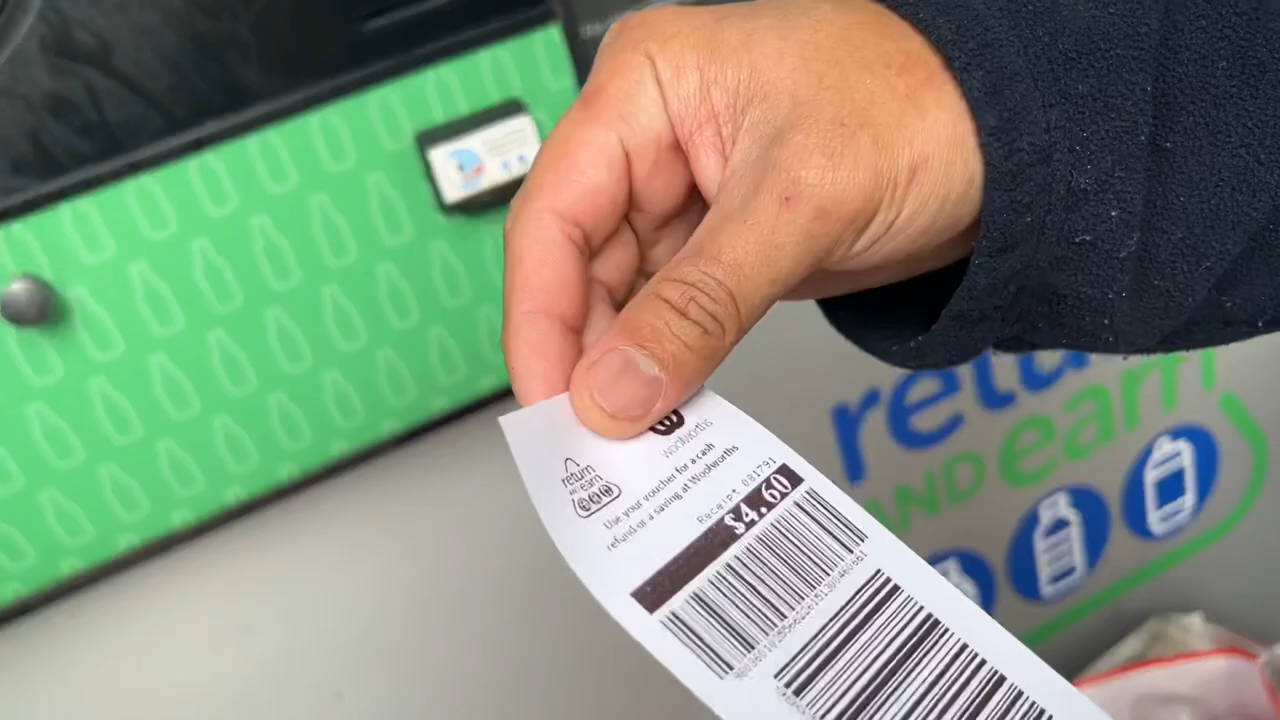 return
AND
earn
woolworths
Use your voucher for a cash
refund or a saving at Woolworths
Receipt 081791
$4.60
retu
AND earn